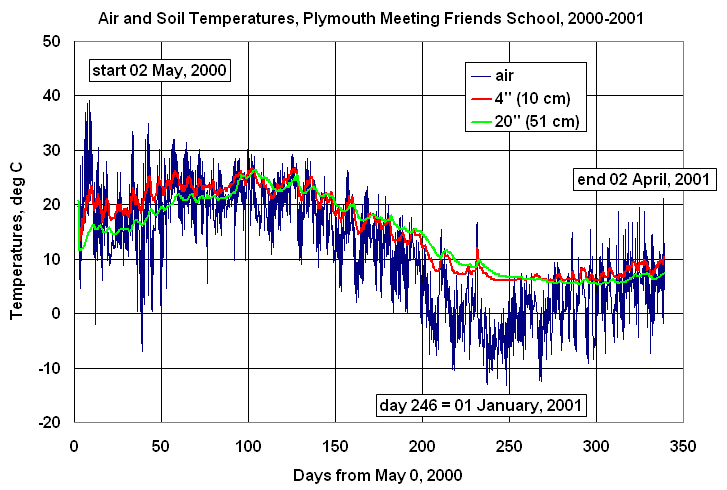 Air and Soil Temperatures, Plymouth Meeting Friends School, 2000-2001
50
40
30
20
10
0
-10
-20
Temperatures, deg C
start 02 May, 2000
air
4" (10 cm)
20" (51 cm)
end 02 April, 2001
day 246 = 01 January, 2001
0 50 100 150 200 250 300 350
Days from May 0, 2000